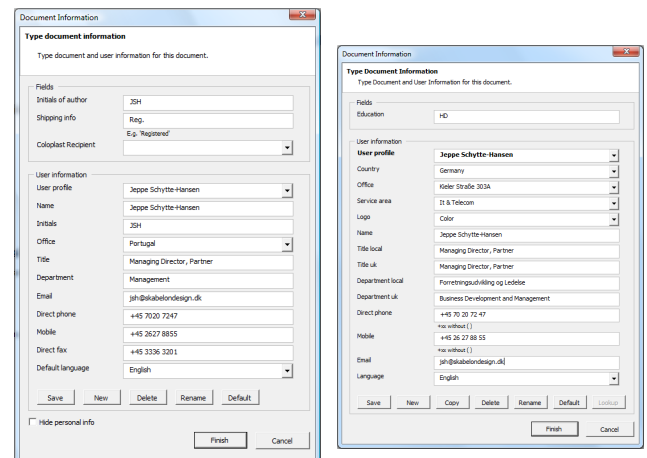 Document Information
Type document information
Type document and user information for this document.
Fields
Initials of author JSH
Shipping info Reg.
E.g. 'Registered'
Coloplast Recipient
User information
User profile Jeppe Schytte-Hansen
Name Jeppe Schytte-Hansen
Initials JSH
Office Portugal
Title Managing Director, Partner
Department Management
Email jsh@skabelondesign.dk
Direct phone +45 7020 7247
Mobile +45 2627 8855
Direct fax +45 3336 3201
Default language English
Save New Delete Rename Default
Hide personal info
Finish Cancel
Document Information
Type Document Information
Type Document and User Information for this document.
Fields
Education HD
User information
User profile Jeppe Schytte-Hansen
Country Germany
Office Kieler Straße 303A
Service area It & Telecom
Logo Color
Name Jeppe Schytte-Hansen
Title local Managing Director, Partner
Title uk Managing Director, Partner
Department local Forretningsudvikling og Ledelse
Department uk Business Development and Management
Direct phone +45 70 20 72 47
+xx without ( )
Mobile +45 26 27 88 55
+xx without ( )
Email jsh@skabelondesign.dk
Language English
Save New Copy Delete Rename Default Lookup
Finish Cancel